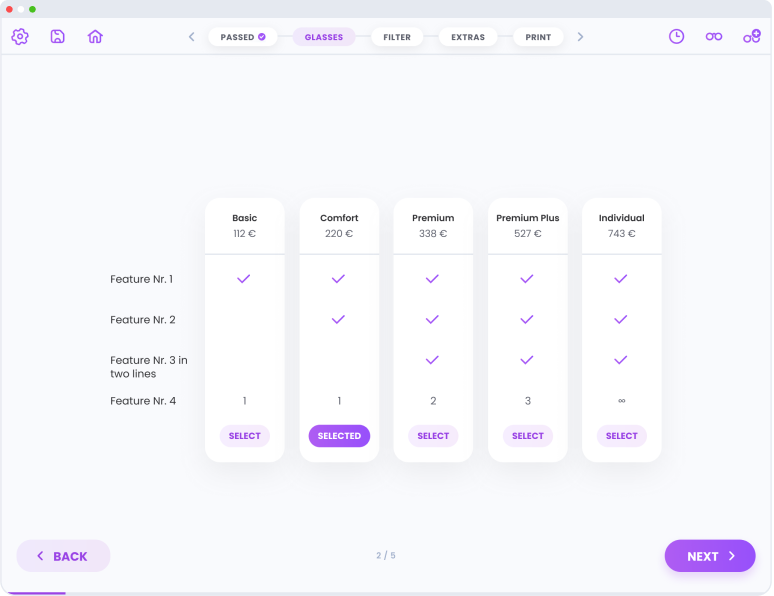 PASSED
GLASSES
FILTER
EXTRAS
PRINT
Basic
112 €
Comfort
220 €
Premium
338 €
Premium Plus
527 €
Individual
743 €
Feature Nr. 1
Feature Nr. 2
Feature Nr. 3 in
two lines
Feature Nr. 4
1
1
2
3
∞
SELECT
SELECTED
SELECT
SELECT
SELECT
BACK
2 / 5
NEXT